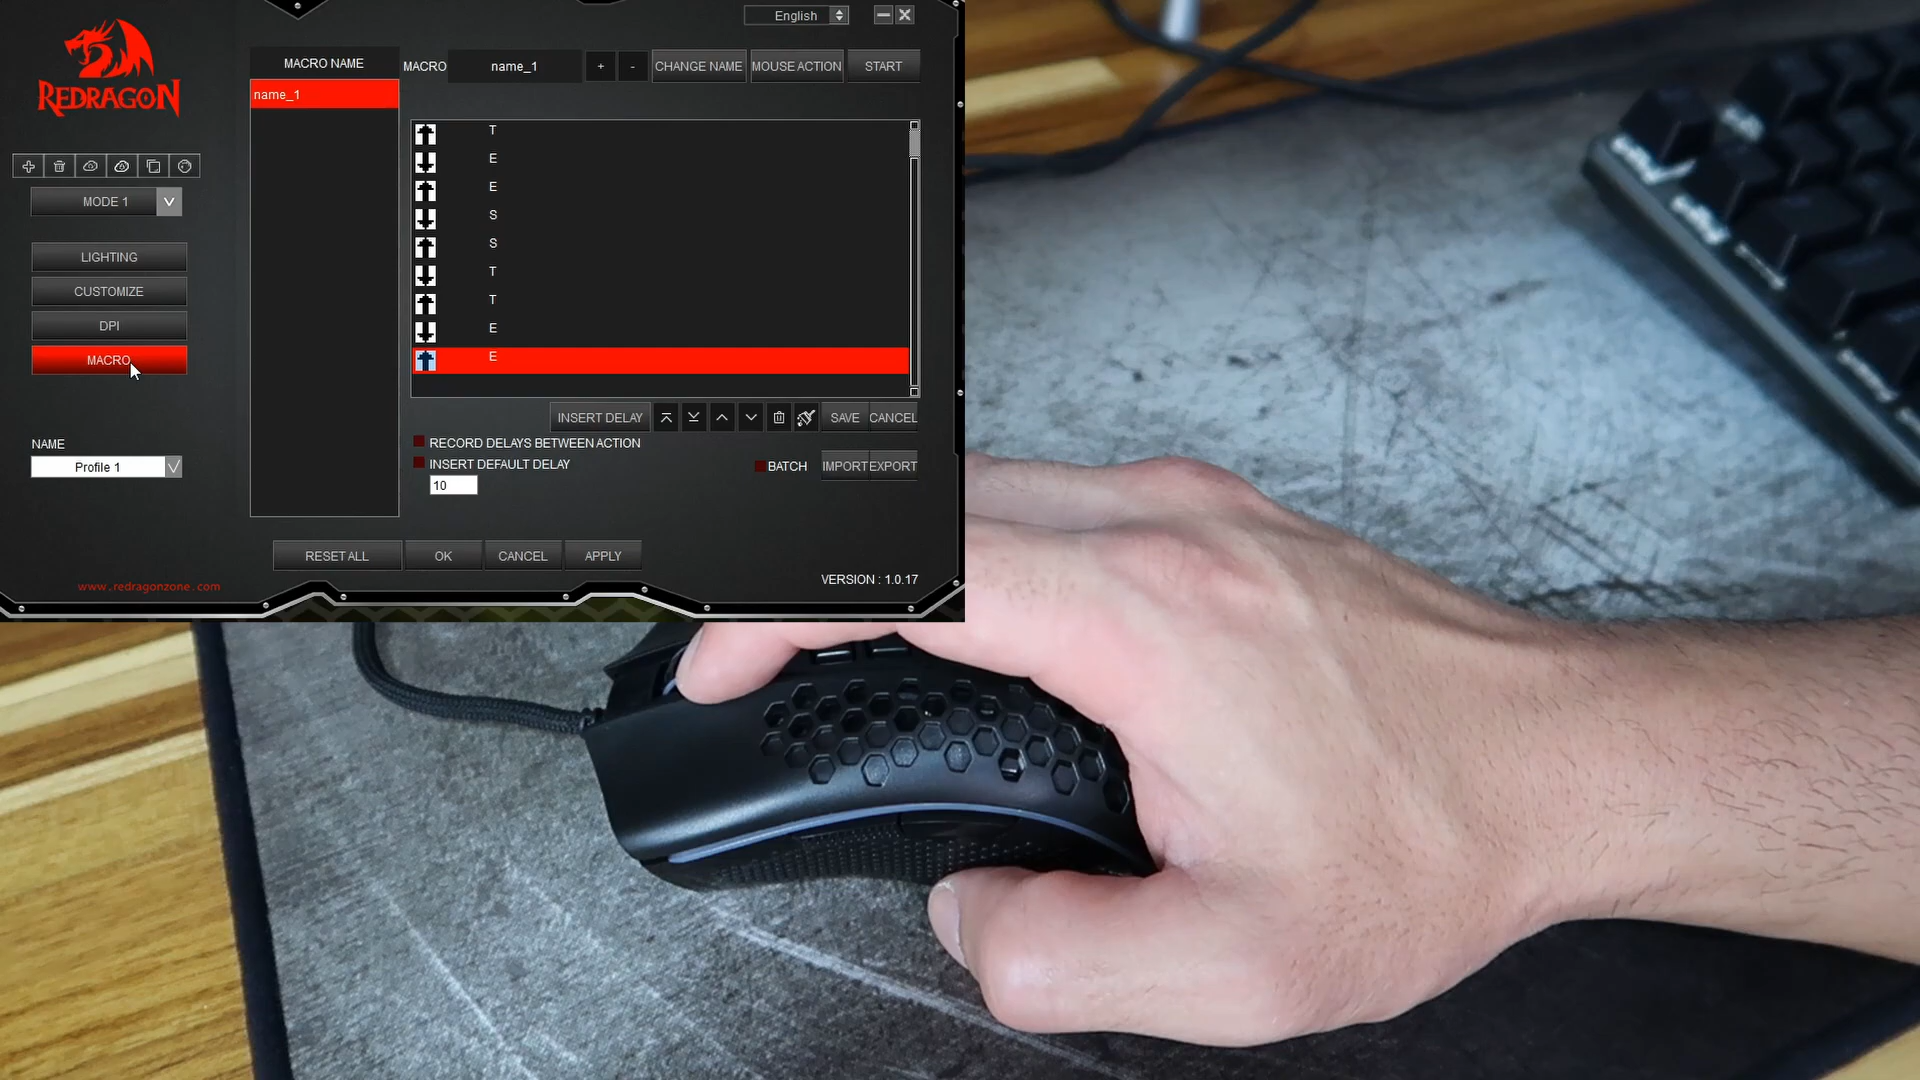 English
REDRAGON
MACRO NAME
name_1
MACRO
name_1
+
-
CHANGE NAME
MOUSE ACTION
START
MODE 1
LIGHTING
CUSTOMIZE
DPI
MACRO
NAME
Profile 1
T
E
E
S
S
T
T
E
E
INSERT DELAY
SAVE
CANCEL
RECORD DELAYS BETWEEN ACTION
INSERT DEFAULT DELAY
10
BATCH
IMPORT
EXPORT
RESET ALL
OK
CANCEL
APPLY
www.redragonzone.com
VERSION : 1.0.17